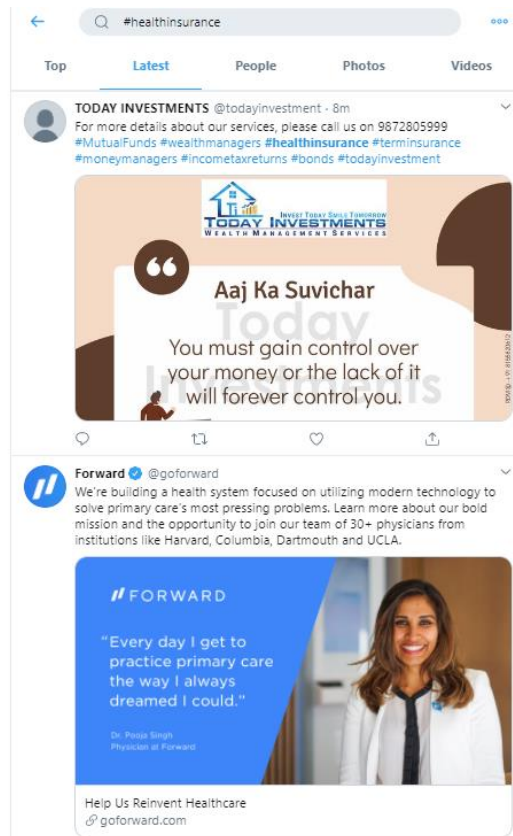 #healthinsurance
Top Latest People Photos Videos
TODAY INVESTMENTS @todayinvestment · 8m
For more details about our services, please call us on 9872805999
#MutualFunds #wealthmanagers #healthinsurance #terminsurance
#moneymanagers #incometaxreturns #bonds #todayinvestment
INVEST TODAY SMILE TOMORROW
TODAY INVESTMENTS
WEALTH MANAGEMENT SERVICES
Aaj Ka Suvichar
Today
Investments
You must gain control over
your money or the lack of it
will forever control you.
Forward @goforward
We're building a health system focused on utilizing modern technology to
solve primary care's most pressing problems. Learn more about our bold
mission and the opportunity to join our team of 30+ physicians from
institutions like Harvard, Columbia, Dartmouth and UCLA.
FORWARD
“Every day I get to
practice primary care
the way I always
dreamed I could.”
Dr. Pooja Singh
Physician at Forward
Help Us Reinvent Healthcare
goforward.com